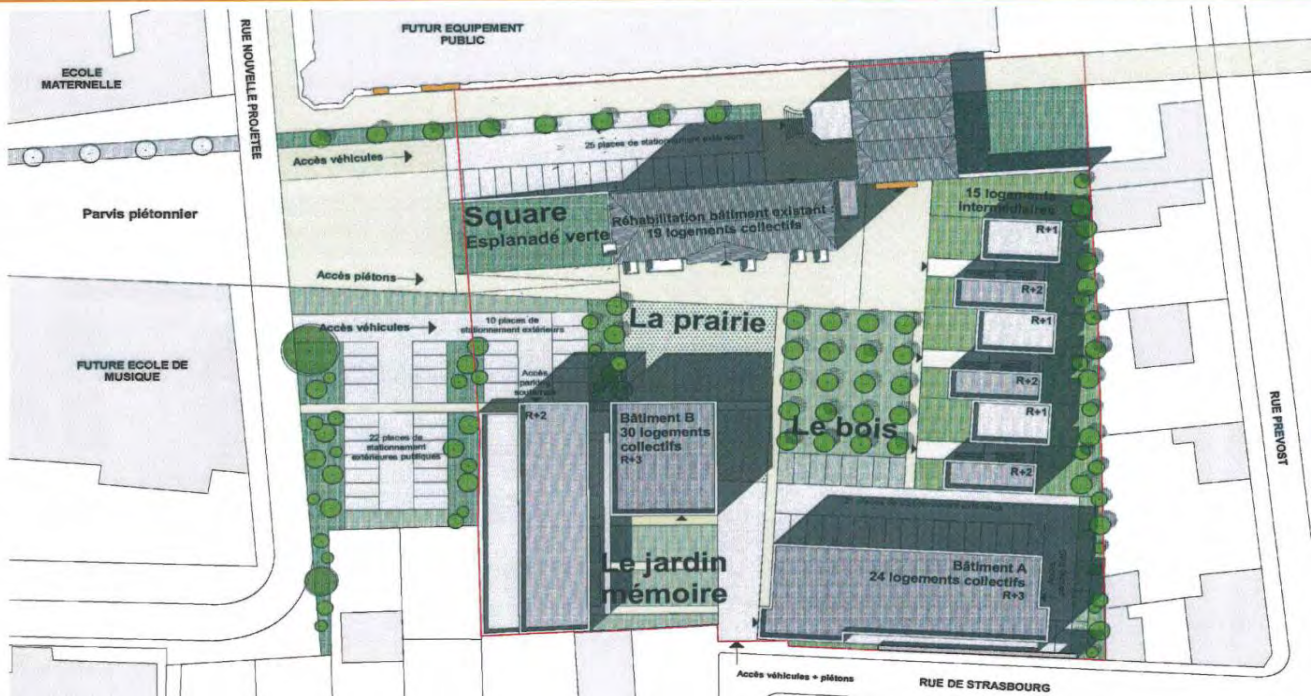 FUTUR EQUIPEMENT
PUBLIC
ECOLE
MATERNELLE
RUE NOUVELLE PROJETEE
Accès véhicules
25 places de stationnement extérieurs
Parvis piétonnier
Square
Esplanade verte
Réhabilitation bâtiment existant :
19 logements collectifs
15 logements
intermédiaires
R+1
R+2
R+1
R+2
R+1
R+2
Accès piétons
Accès véhicules
10 places de
stationnement extérieurs
La prairie
FUTURE ECOLE DE
MUSIQUE
Accès
parking
R+2
Bâtiment B
30 logements
collectifs
R+3
Le bois
22 places de
stationnement
extérieures publiques
RUE PREVOST
Le jardin
mémoire
Bâtiment A
24 logements collectifs
R+3
Accès véhicules + piétons
RUE DE STRASBOURG